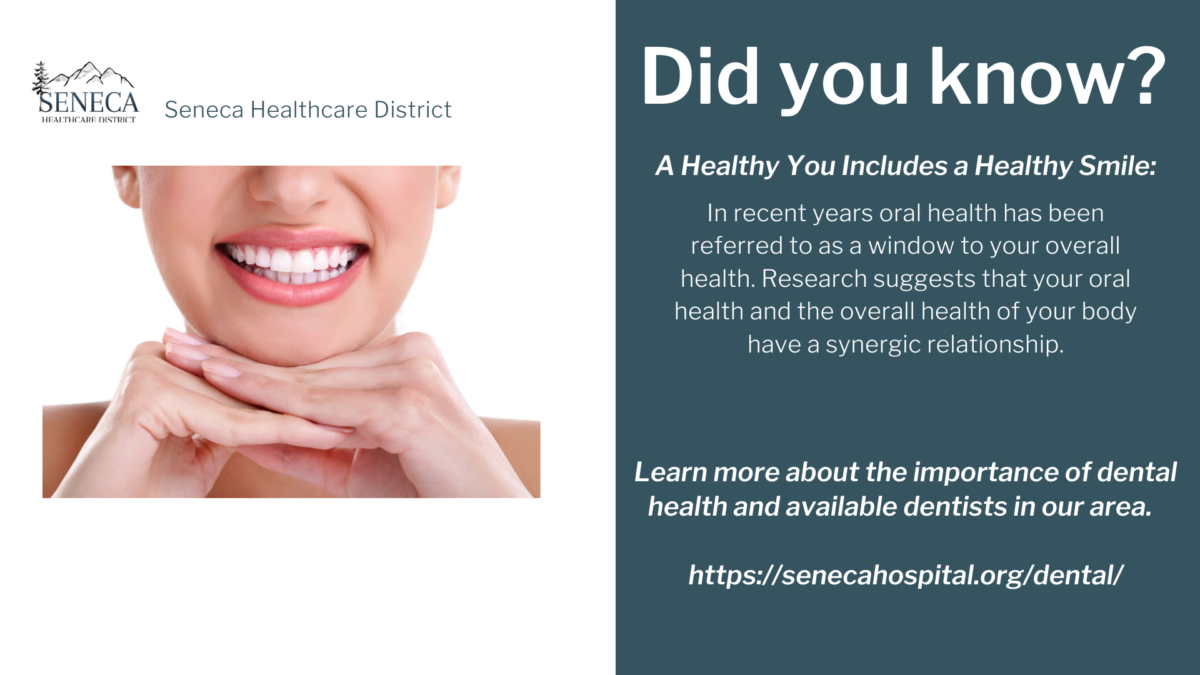 SENECA
HEALTHCARE DISTRICT
Seneca Healthcare District
Did you know?
A Healthy You Includes a Healthy Smile:
In recent years oral health has been
referred to as a window to your overall
health. Research suggests that your oral
health and the overall health of your body
have a synergic relationship.
Learn more about the importance of dental
health and available dentists in our area.
https://senecahospital.org/dental/